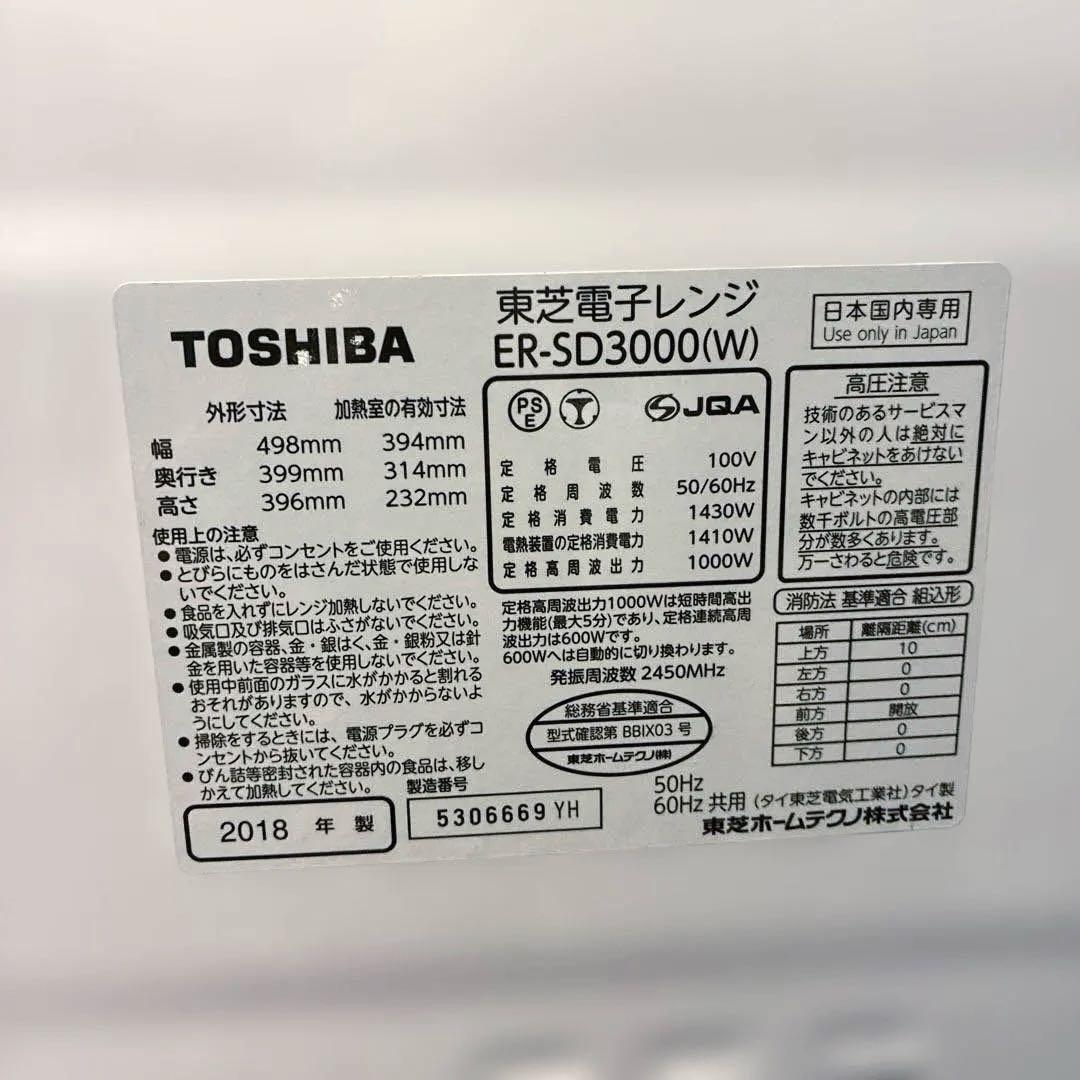 TOSHIBA
東芝電子レンジ
ER-SD3000(W)
日本国内専用
Use only in Japan
外形寸法 加熱室の有効寸法
幅 498mm 394mm
奥行き 399mm 314mm
高さ 396mm 232mm
使用上の注意
●電源は、必ずコンセントをご使用ください。
●とびらにものをはさんだ状態で使用しな
いでください。
●食品を入れずにレンジ加熱しないでください。
●吸気口及び排気口はふさがないでください。
●金属製の容器、金・銀はく、金・銀粉又は針
金を用いた容器等を使用しないでください。
●使用中前面のガラスに水がかかると割れる
おそれがありますので、水がかからないよ
うにしてください。
●掃除をするときには、電源プラグを必ずコ
ンセントから抜いてください。
●びん詰等密封された容器内の食品は、移し
かえて加熱してください。
2018 年 製
製造番号
5306669 YH
PS
E
JQA
定格電圧 100V
定格周波数 50/60Hz
定格消費電力 1430W
電熱装置の定格消費電力 1410W
定格高周波出力 1000W
定格高周波出力1000Wは短時間高出
力機能(最大5分)であり、定格連続高周
波出力は600Wです。
600Wへは自動的に切り換わります。
発振周波数 2450MHz
総務省基準適合
型式確認第 BBIX03 号
東芝ホームテクノ(株)
高圧注意
技術のあるサービスマ
ン以外の人は絶対に
キャビネットをあけない
でください。
キャビネットの内部には
数千ボルトの高電圧部
分が数多くあります。
万一さわると危険です。
消防法 基準適合 組込形
場所 離隔距離(cm)
上方 10
左方 0
右方 0
前方 開放
後方 0
下方 0
50Hz
60Hz 共用 (タイ東芝電気工業社)タイ製
東芝ホームテクノ株式会社